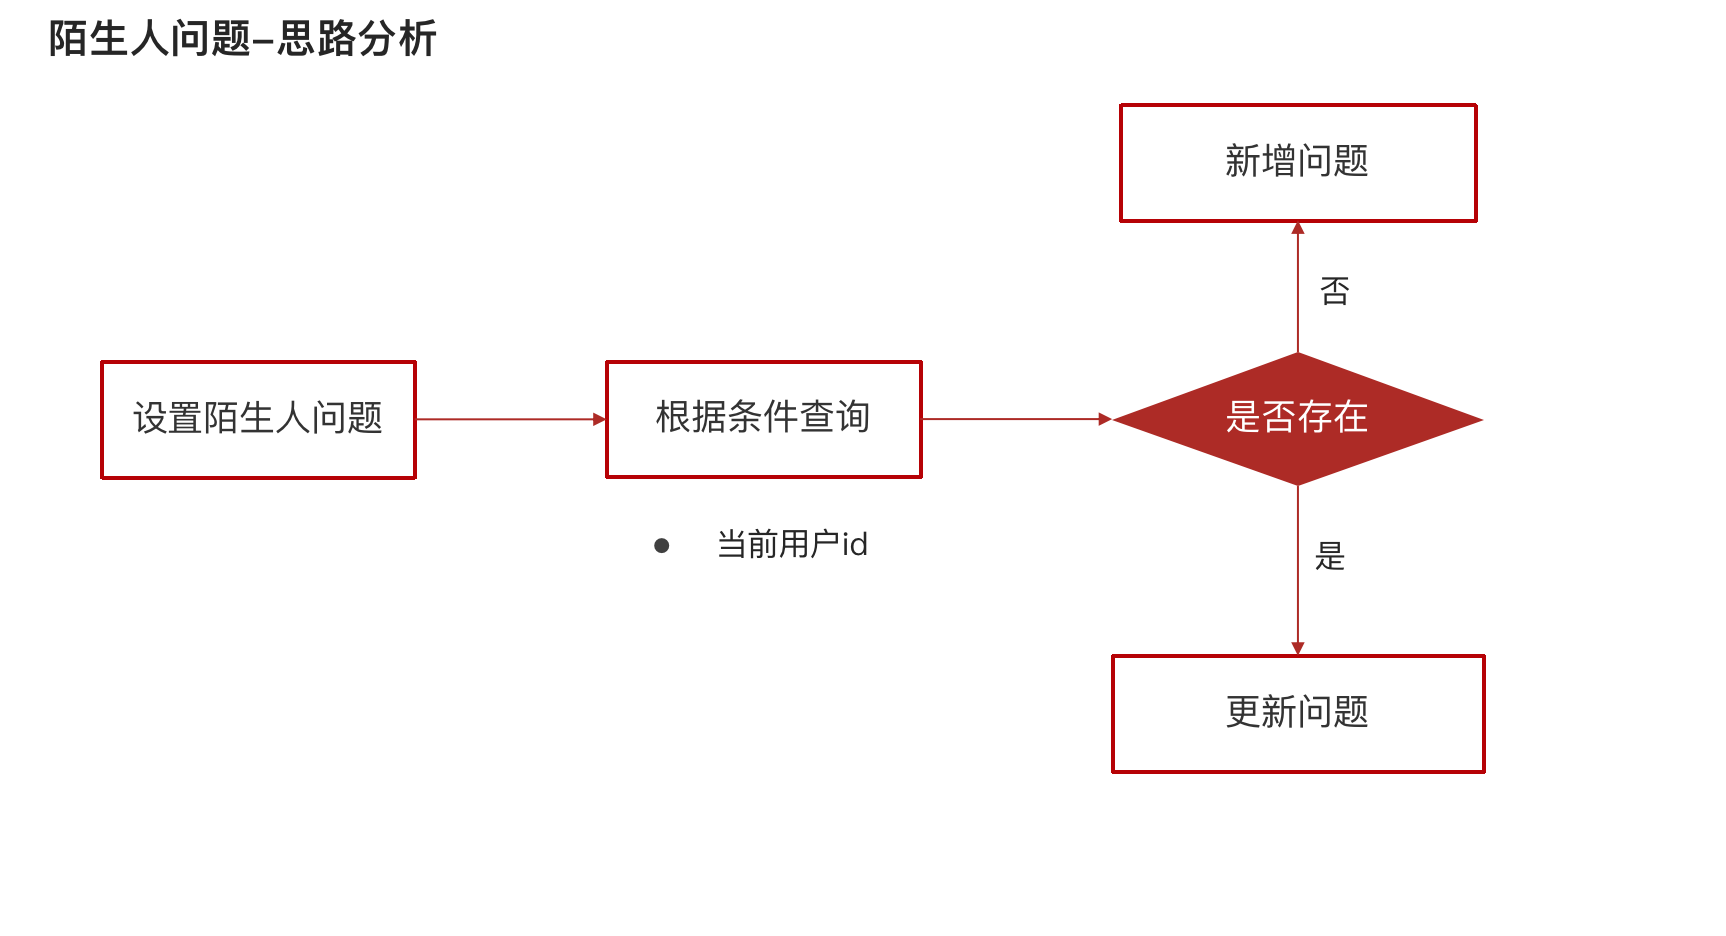 陌生人问题–思路分析
新增问题
否
设置陌生人问题
根据条件查询
是否存在
● 当前用户id
是
更新问题